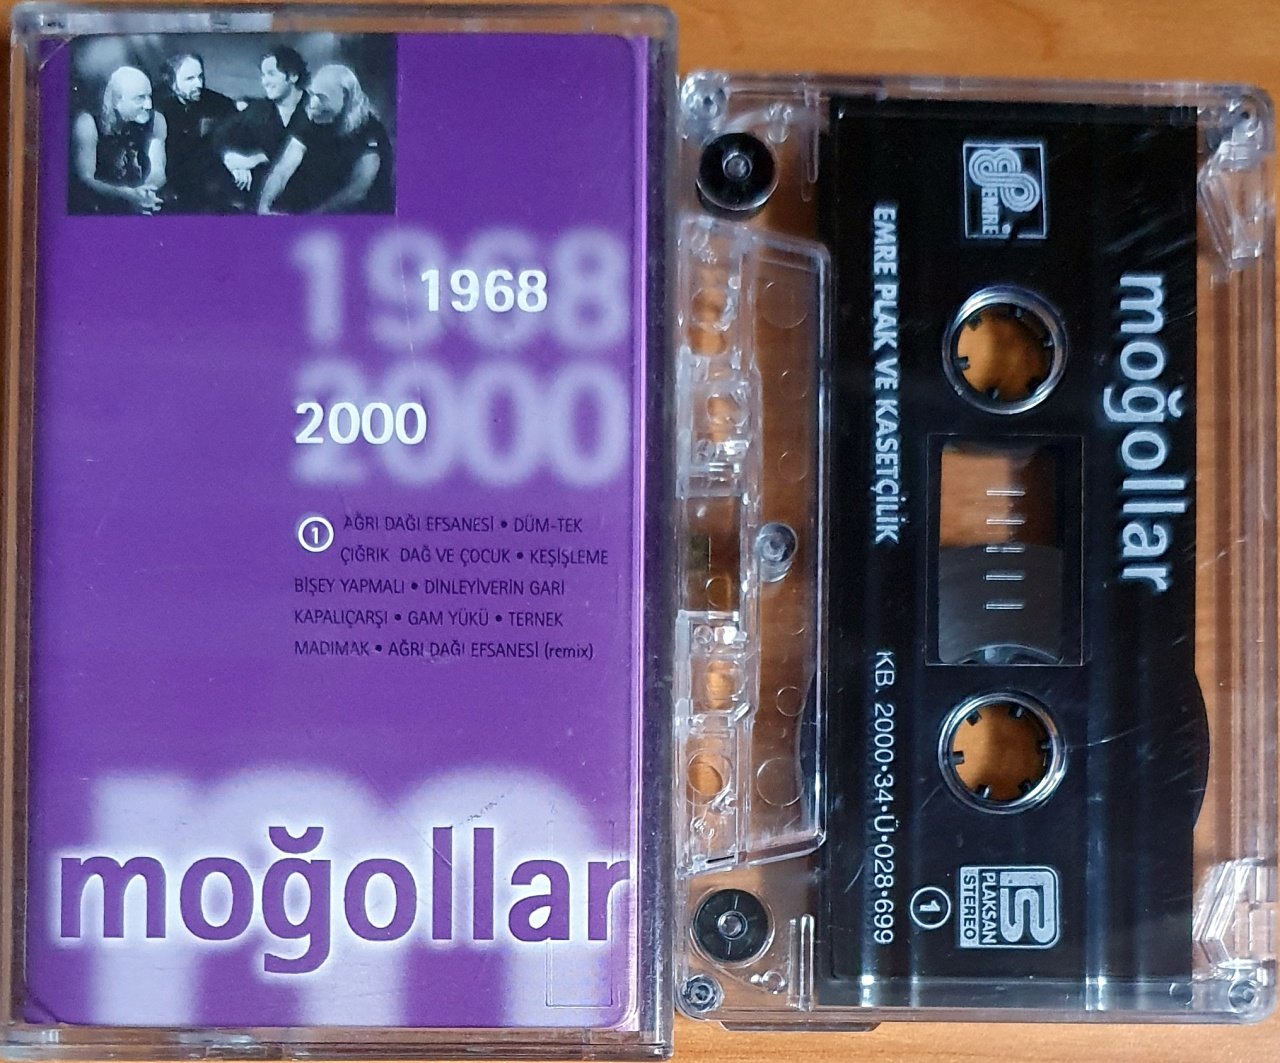 1968
1968
2000
2000
1 AĞRI DAĞI EFSANESİ • DÜM-TEK
ÇIĞRIK DAĞ VE ÇOCUK • KEŞİŞLEME
BİŞEY YAPMALI • DİNLEYİVERİN GARİ
KAPALIÇARŞI • GAM YÜKÜ • TERNEK
MADIMAK • AĞRI DAĞI EFSANESİ (remix)
mo
moğollar
EMRE
EMRE PLAK VE KASETÇİLİK
moğollar
KB. 2000•34•Ü•028•699
1
PLAKSAN
STEREO